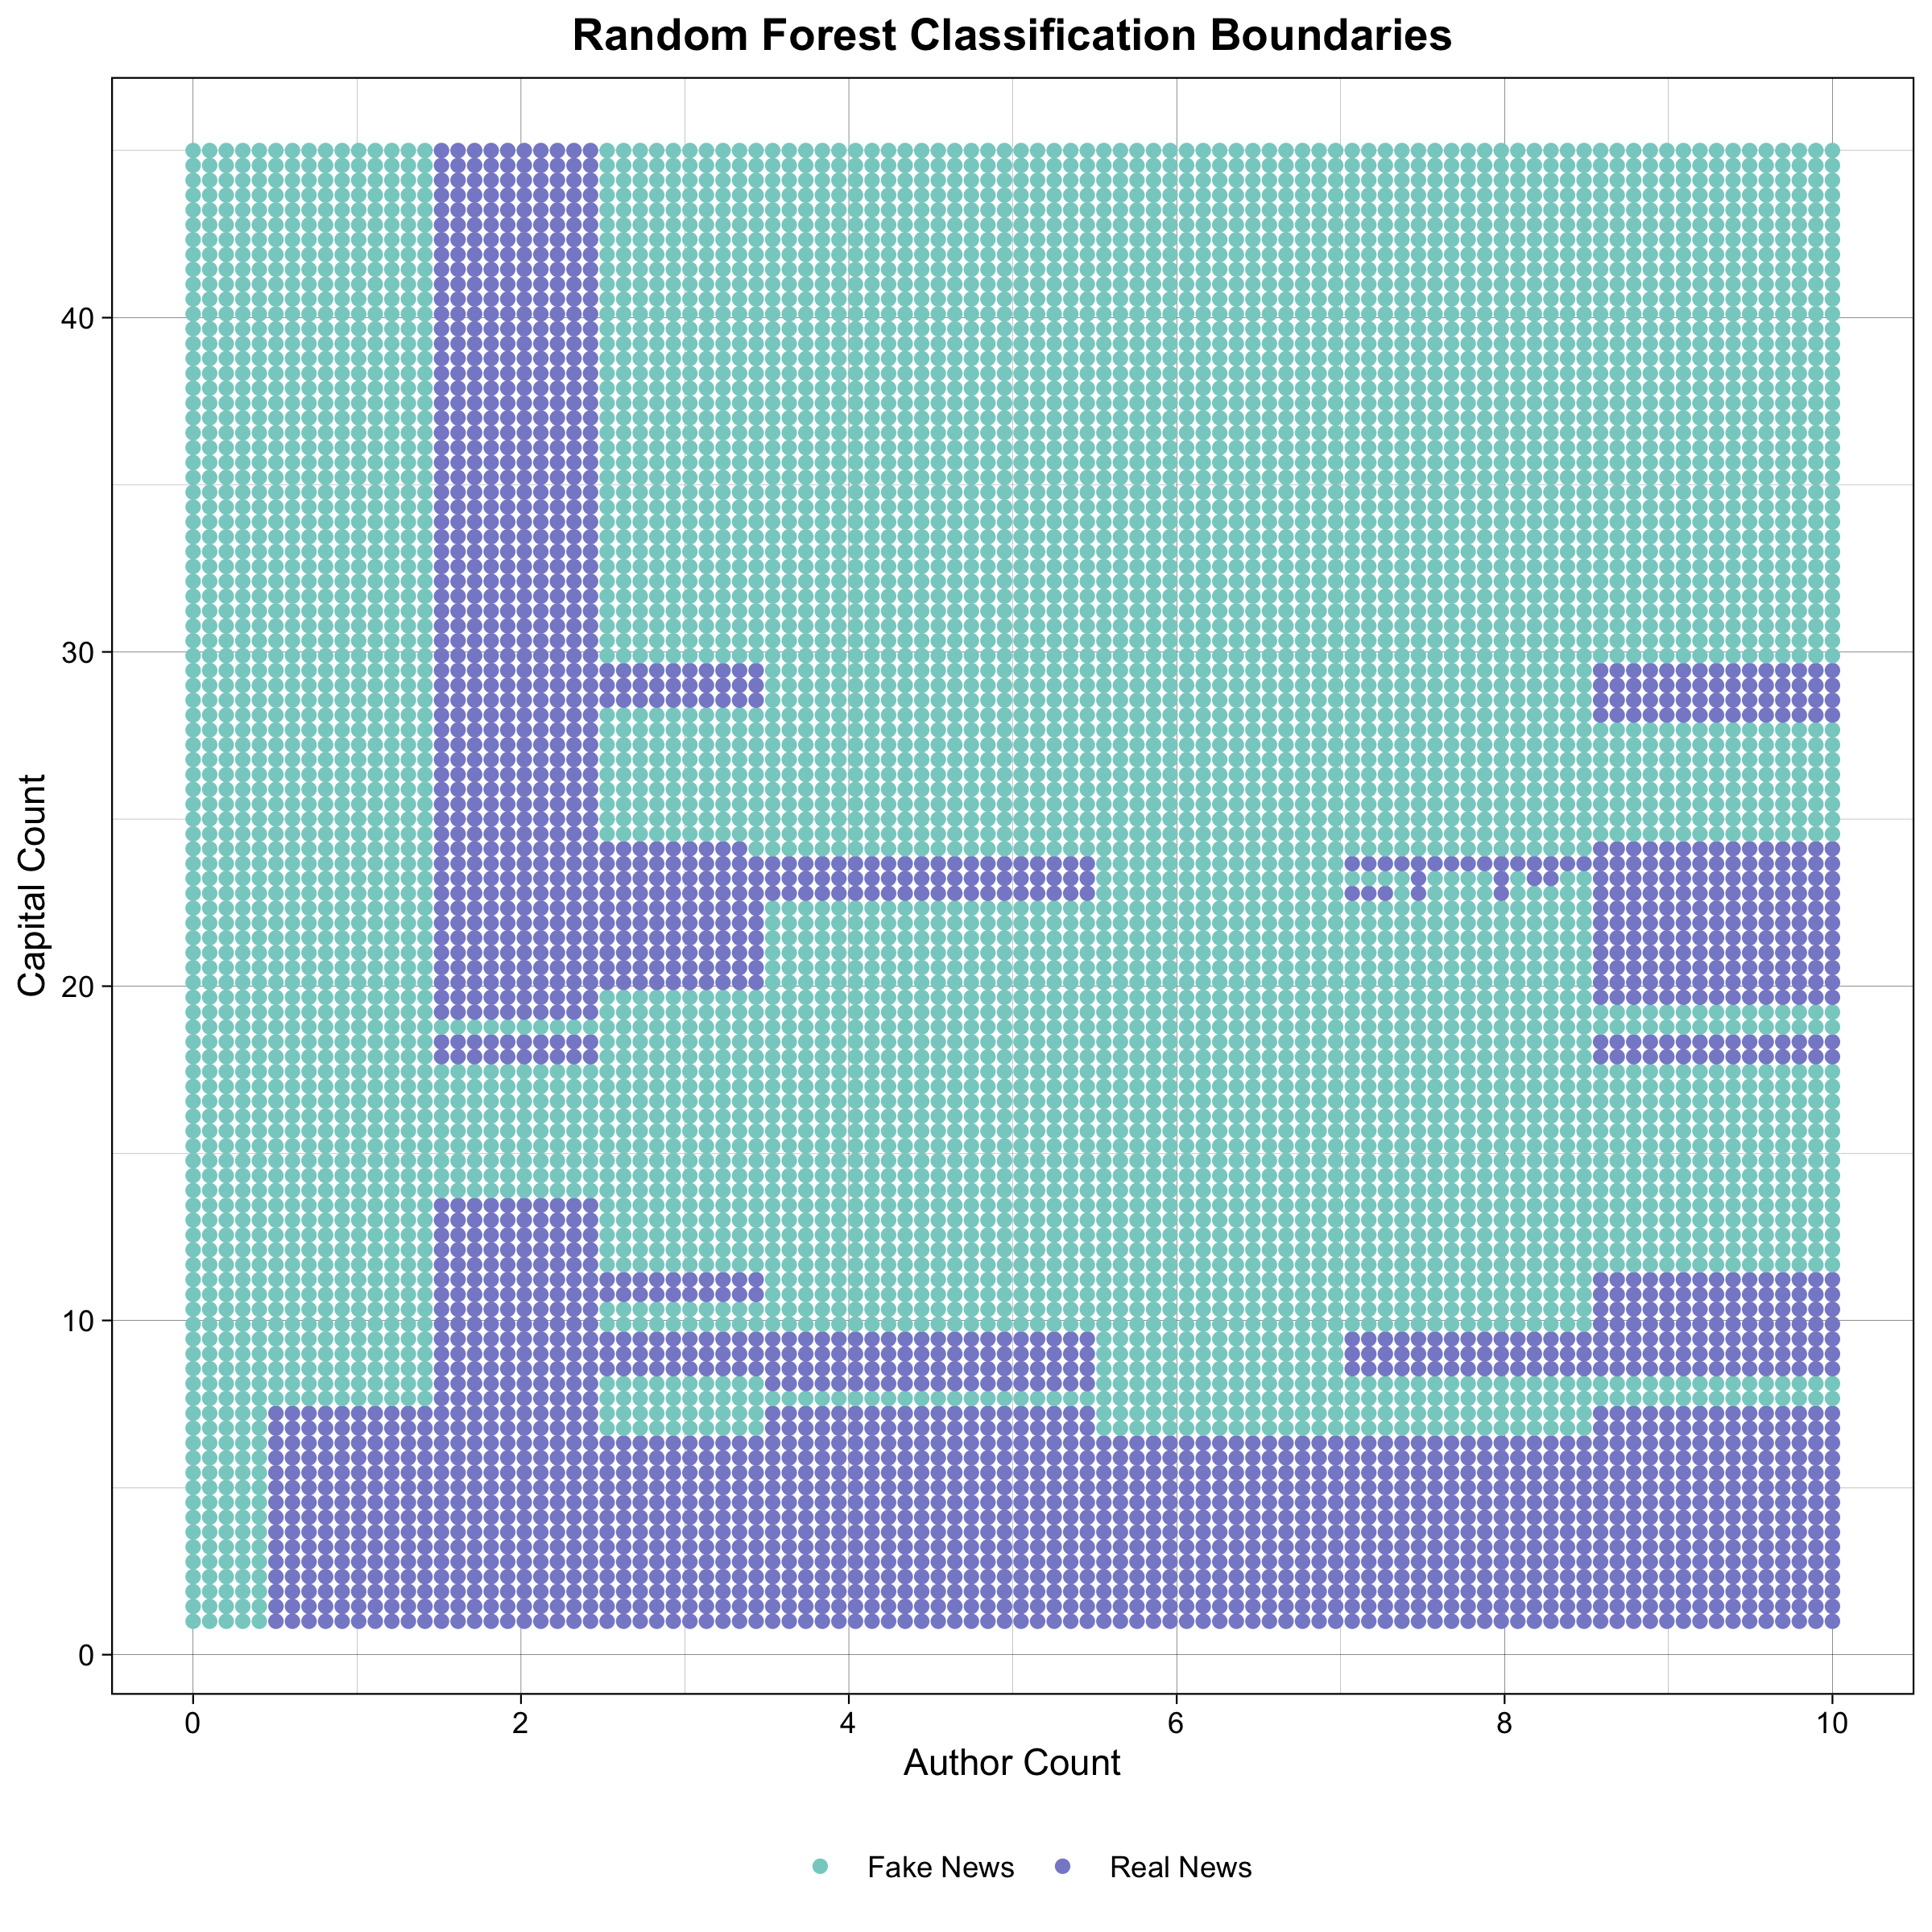 Random Forest Classification Boundaries
Capital Count
40
30
20
10
0
0 2 4 6 8 10
Author Count
Fake News Real News